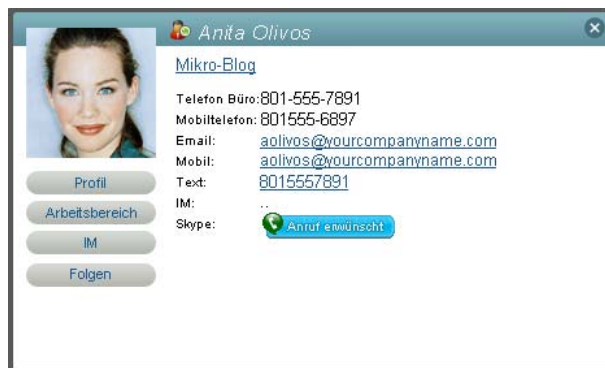 Anita Olivos
Mikro-Blog
Telefon Büro:801-555-7891
Mobiltelefon:801555-6897
Email: aolivos@yourcompanyname.com
Mobil: aolivos@yourcompanyname.com
Text: 8015557891
IM: ..
Skype: Anruf erwünscht
Profil
Arbeitsbereich
IM
Folgen